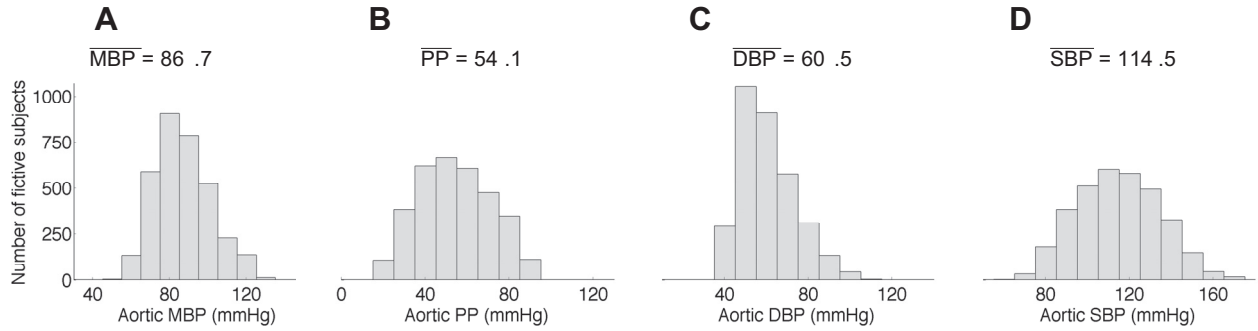 A B C D
MBP = 86 .7 PP = 54 .1 DBP = 60 .5 SBP = 114 .5
Number of fictive subjects
1000
750
500
250
0
40 80 120 0 40 80 120 40 80 120 80 120 160
Aortic MBP (mmHg) Aortic PP (mmHg) Aortic DBP (mmHg) Aortic SBP (mmHg)